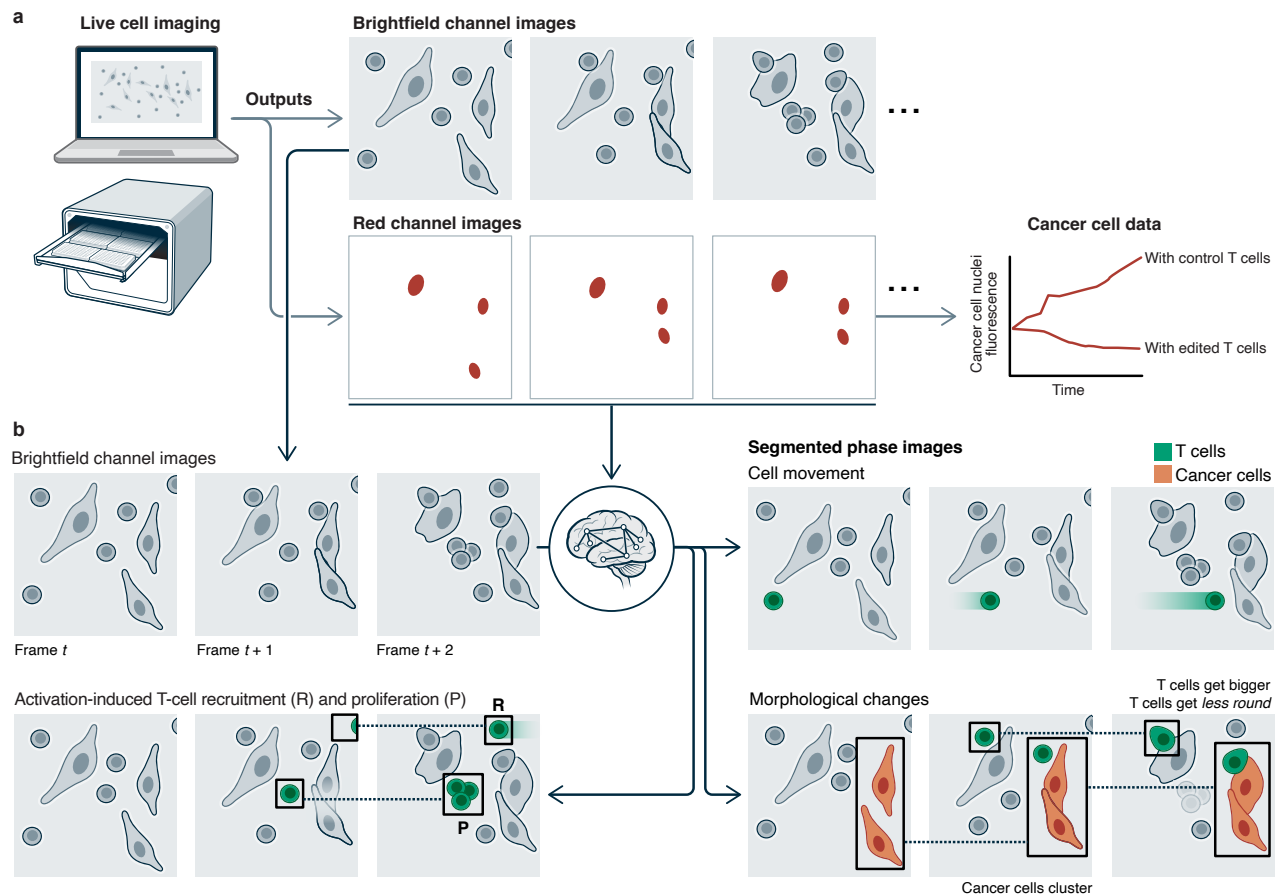 a
Live cell imaging
Brightfield channel images
Outputs
...
Red channel images
...
Cancer cell data
Cancer cell nuclei
fluorescence
With control T cells
With edited T cells
Time
b
Brightfield channel images
Frame t
Frame t + 1
Frame t + 2
Segmented phase images
T cells
Cancer cells
Cell movement
Activation-induced T-cell recruitment (R) and proliferation (P)
R
P
Morphological changes
T cells get bigger
T cells get less round
Cancer cells cluster